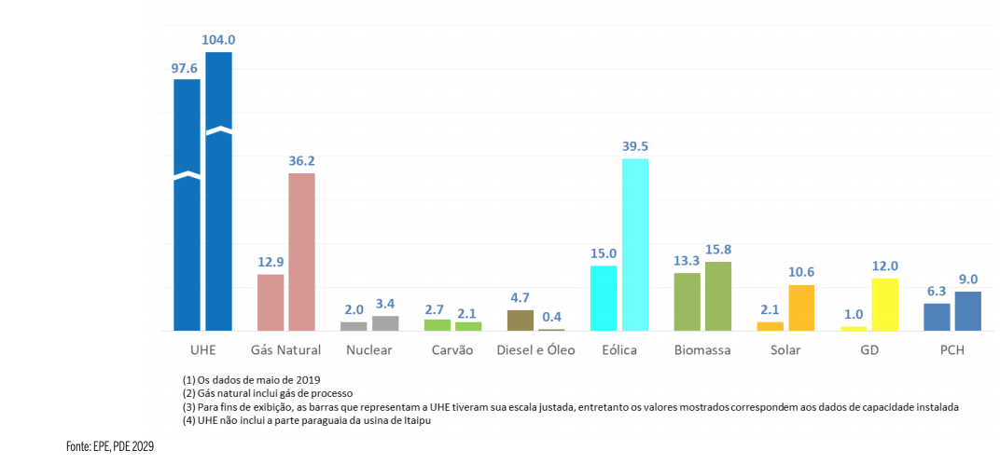 97.6 104.0
12.9 36.2
2.0 3.4
2.7 2.1
4.7 0.4
15.0 39.5
13.3 15.8
2.1 10.6
1.0 12.0
6.3 9.0
UHE Gás Natural Nuclear Carvão Diesel e Óleo Eólica Biomassa Solar GD PCH
(1) Os dados de maio de 2019
(2) Gás natural inclui gás de processo
(3) Para fins de exibição, as barras que representam a UHE tiveram sua escala justada, entretanto os valores mostrados correspondem aos dados de capacidade instalada
(4) UHE não inclui a parte paraguaia da usina de Itaipu
Fonte: EPE, PDE 2029